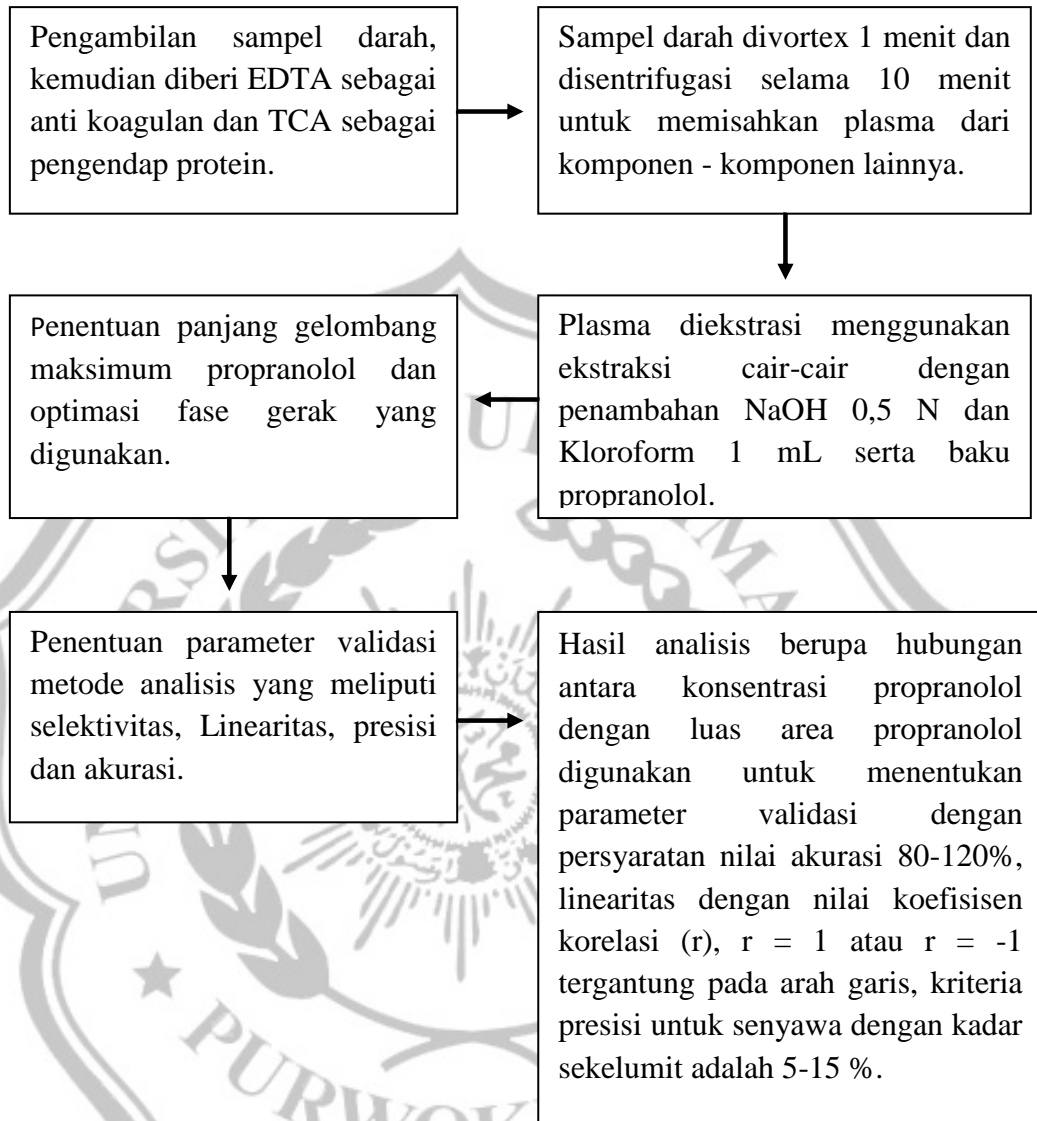 Pengambilan sampel darah,
kemudian diberi EDTA sebagai
anti koagulan dan TCA sebagai
pengendap protein.
Sampel darah divortex 1 menit dan
disentrifugasi selama 10 menit
untuk memisahkan plasma dari
komponen - komponen lainnya.
Plasma diekstrasi menggunakan
ekstraksi cair-cair dengan
penambahan NaOH 0,5 N dan
Kloroform 1 mL serta baku
propranolol.
Penentuan panjang gelombang
maksimum propranolol dan
optimasi fase gerak yang
digunakan.
Penentuan parameter validasi
metode analisis yang meliputi
selektivitas, Linearitas, presisi
dan akurasi.
Hasil analisis berupa hubungan
antara konsentrasi propranolol
dengan luas area propranolol
digunakan untuk menentukan
parameter validasi dengan
persyaratan nilai akurasi 80-120%,
linearitas dengan nilai koefisisen
korelasi (r), r = 1 atau r = -1
tergantung pada arah garis, kriteria
presisi untuk senyawa dengan kadar
sekelumit adalah 5-15 %.